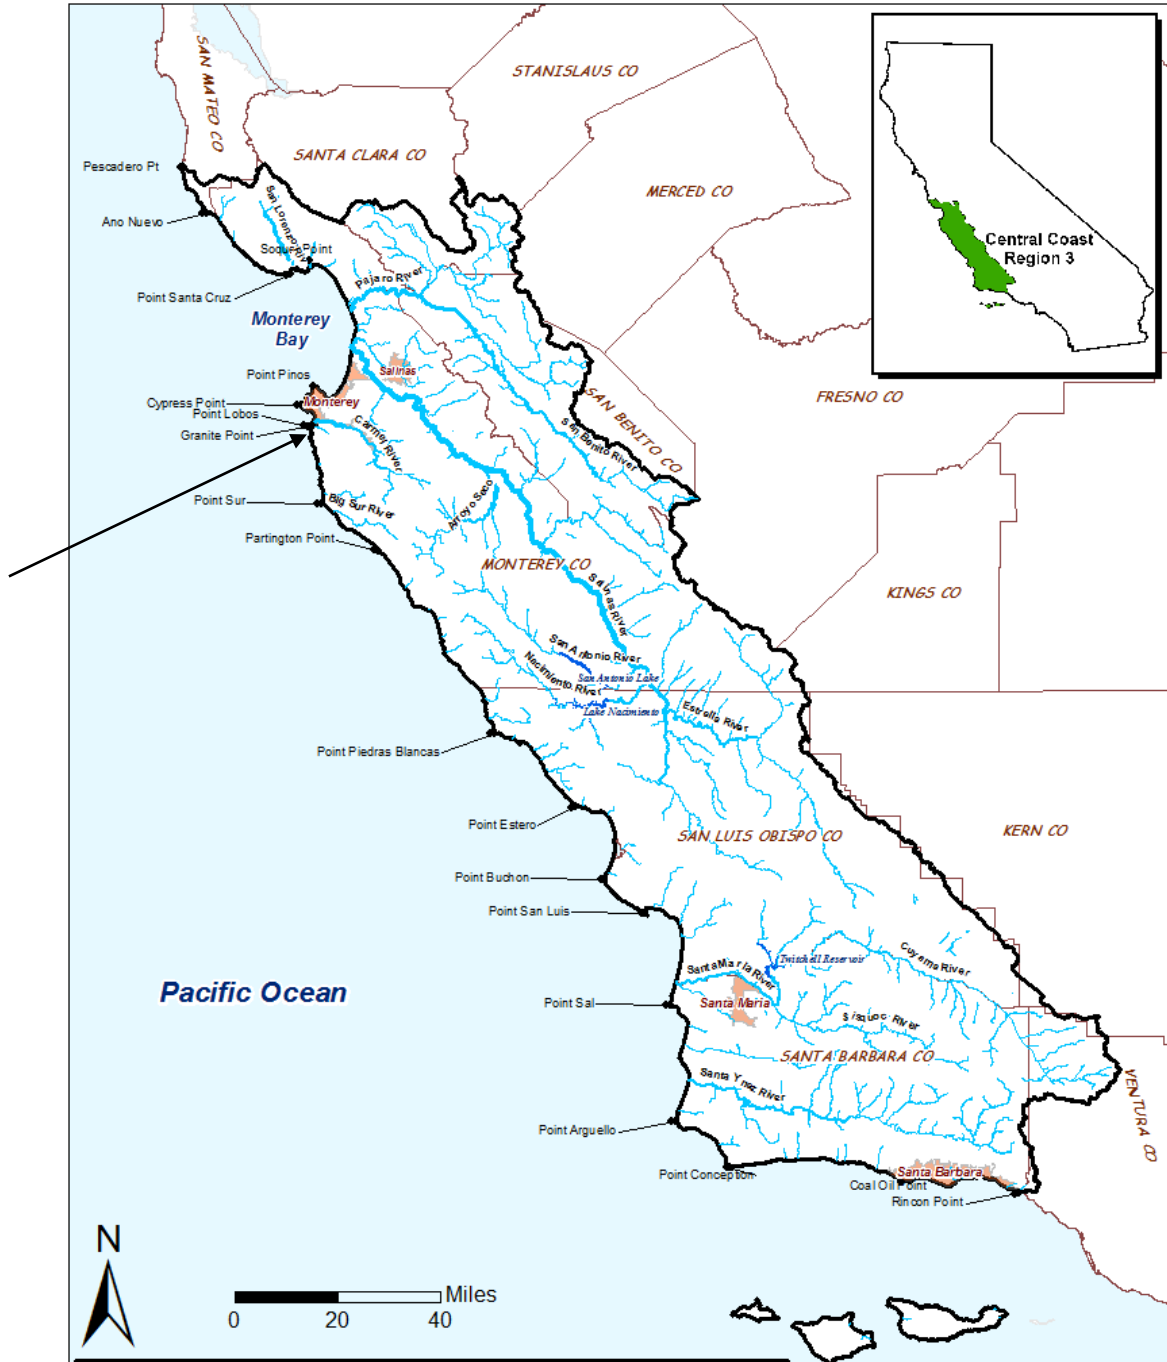 SAN MATEO CO
STANISLAUS CO
SANTA CLARA CO
MERCED CO
Central Coast
Region 3
Pescadero Pt
Ano Nuevo
San Lorenzo Riv
Soquel Point
Point Santa Cruz
Pajaro River
Monterey
Bay
Salinas
Point Pinos
Monterey
Cypress Point
Point Lobos
Granite Point
Carmel River
SAN BENITO CO
San Benito River
FRESNO CO
Point Sur
Big Sur River
Arroyo Seco
Partington Point
MONTEREY CO
Salinas River
KINGS CO
San Antonio River
San Antonio Lake
Nacimiento River
Lake Nacimiento
Estrella River
Point Piedras Blancas
Point Estero
SAN LUIS OBISPO CO
KERN CO
Point Buchon
Point San Luis
Cuyama River
Twitchell Reservoir
Santa Maria River
Pacific Ocean
Point Sal
Santa Maria
Sisquoc River
SANTA BARBARA CO
Santa Ynez River
VENTURA CO
Point Arguello
Point Conception
Santa Barbara
Coal Oil Point
Rincon Point
N
Miles
0 20 40